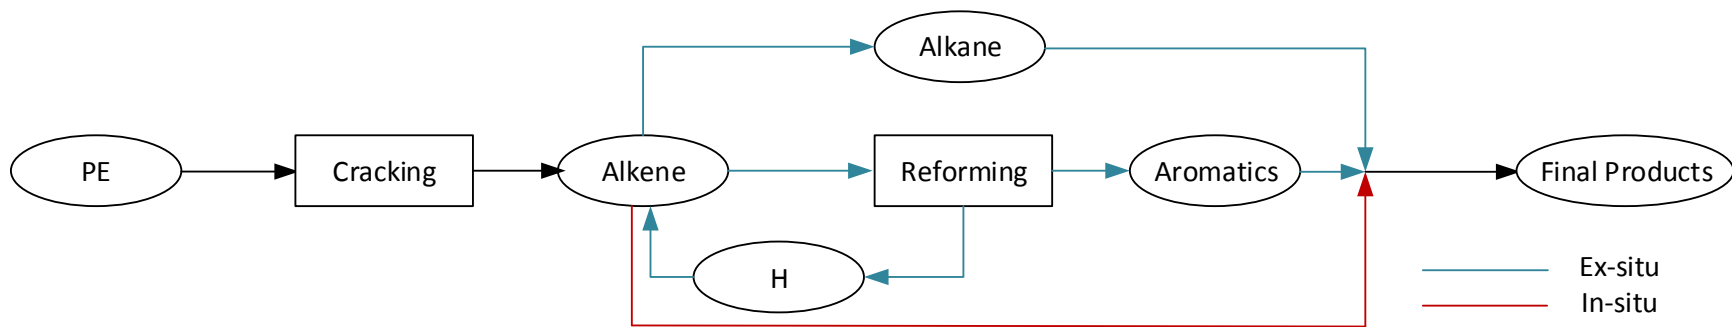 Alkane
PE
Cracking
Alkene
Reforming
Aromatics
Final Products
H
Ex-situ
In-situ